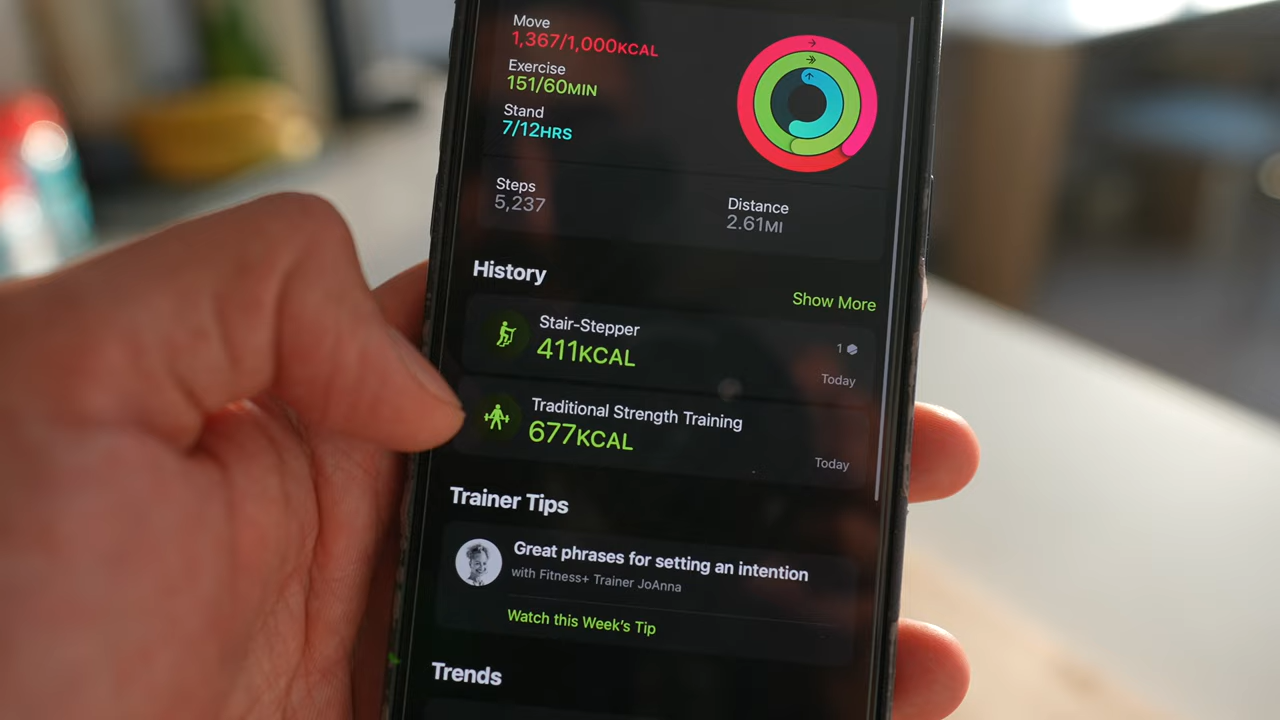 Move
1,367/1,000KCAL
Exercise
151/60MIN
Stand
7/12HRS
Steps
5,237
Distance
2.61MI
History
Show More
Stair-Stepper
411KCAL
1
Today
Traditional Strength Training
677KCAL
Today
Trainer Tips
Great phrases for setting an intention
with Fitness+ Trainer JoAnna
Watch this Week's Tip
Trends